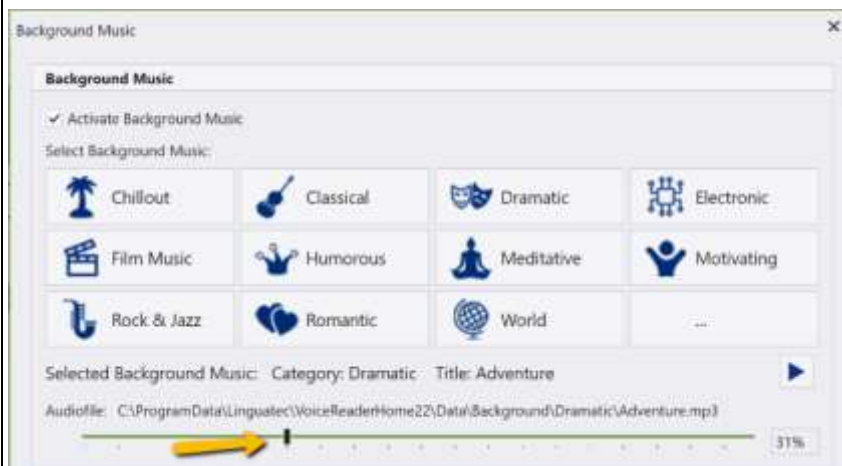 Background Music
Background Music
Activate Background Music
Select Background Music:
Chillout Classical Dramatic Electronic
Film Music Humorous Meditative Motivating
Rock & Jazz Romantic World ...
Selected Background Music: Category: Dramatic Title: Adventure
Audiofile: C:\ProgramData\Linguatec\VoiceReaderHome22\Data\Background\Dramatic\Adventure.mp3
31%